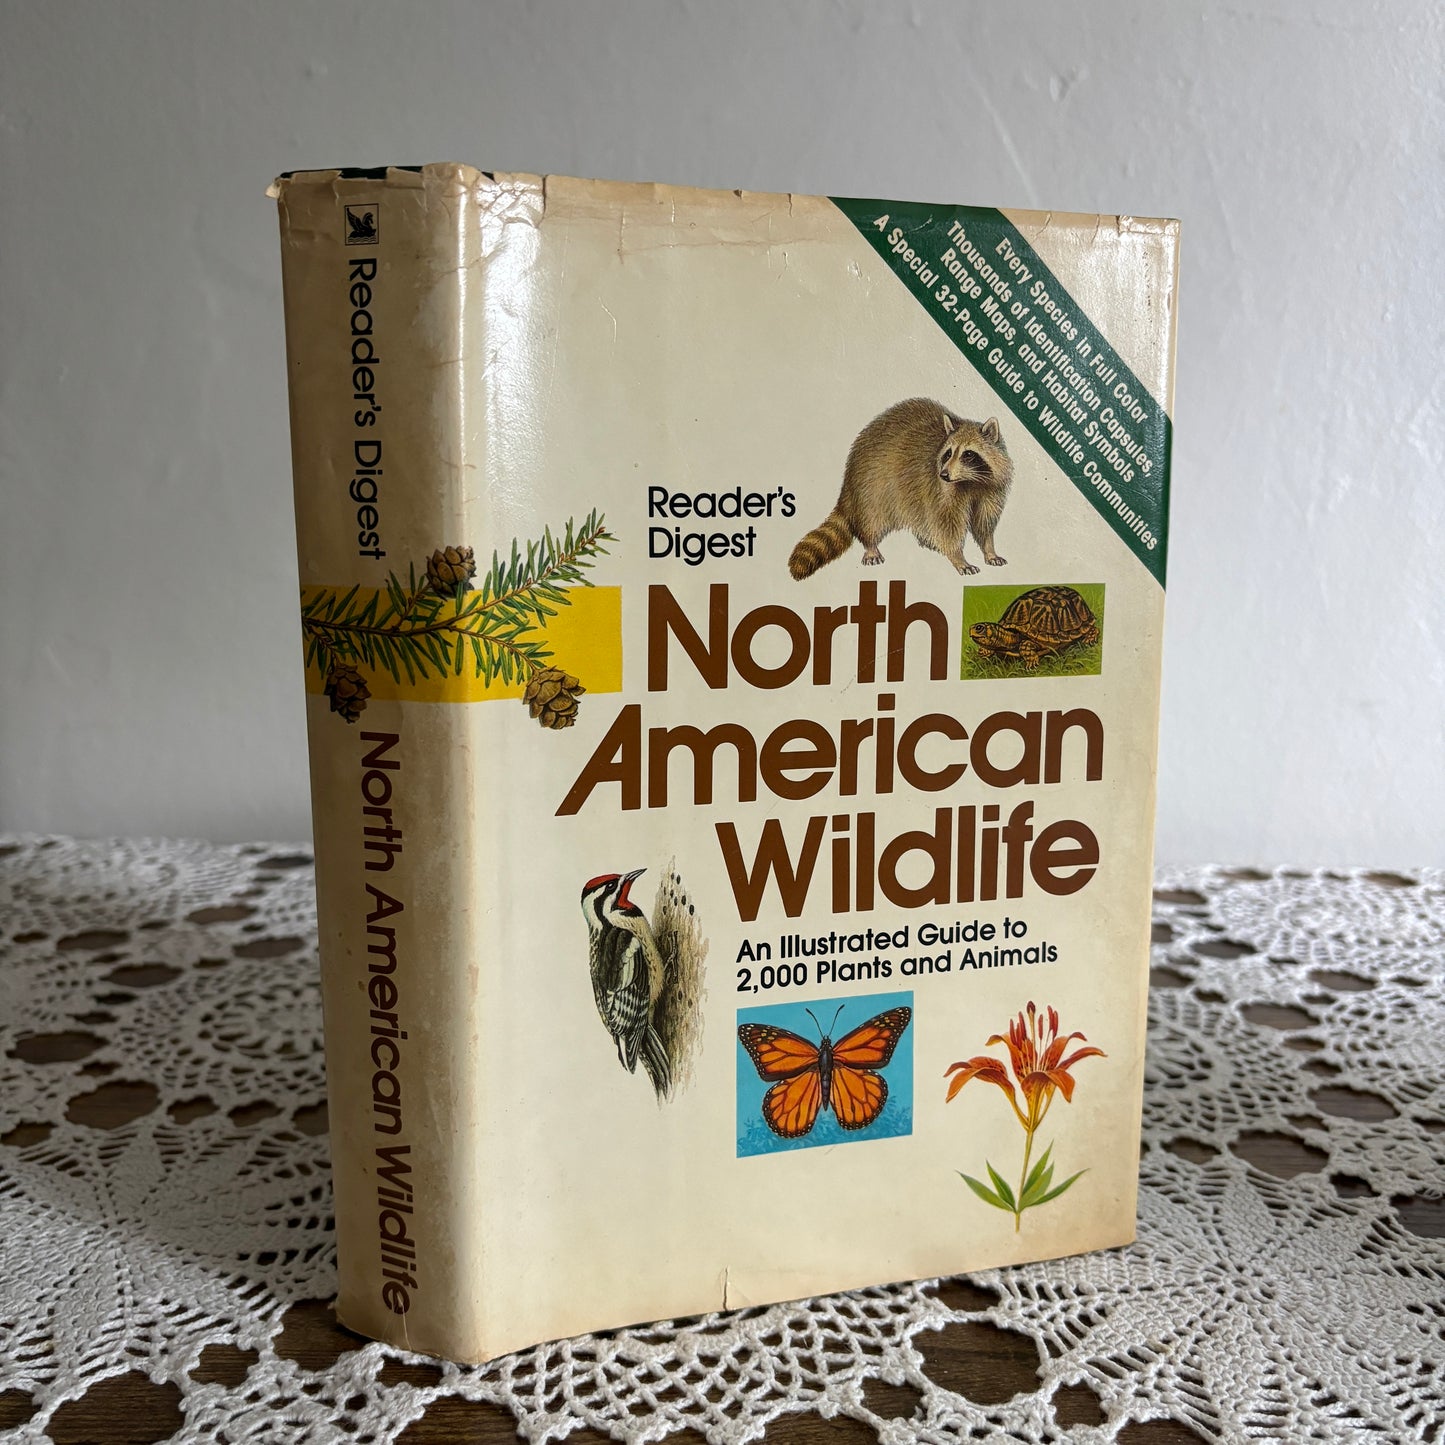 Reader's Digest
North American Wildlife
Every Species in Full Color
Thousands of Identification Capsules
Range Maps, and Habitat Symbols
A Special 32-Page Guide to Wildlife Communities
Reader's
Digest
North
American
Wildlife
An Illustrated Guide to
2,000 Plants and Animals